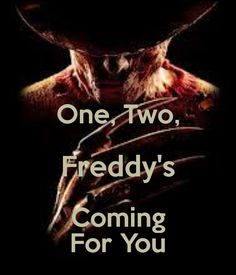 One, Two,
Freddy's
Coming
For You